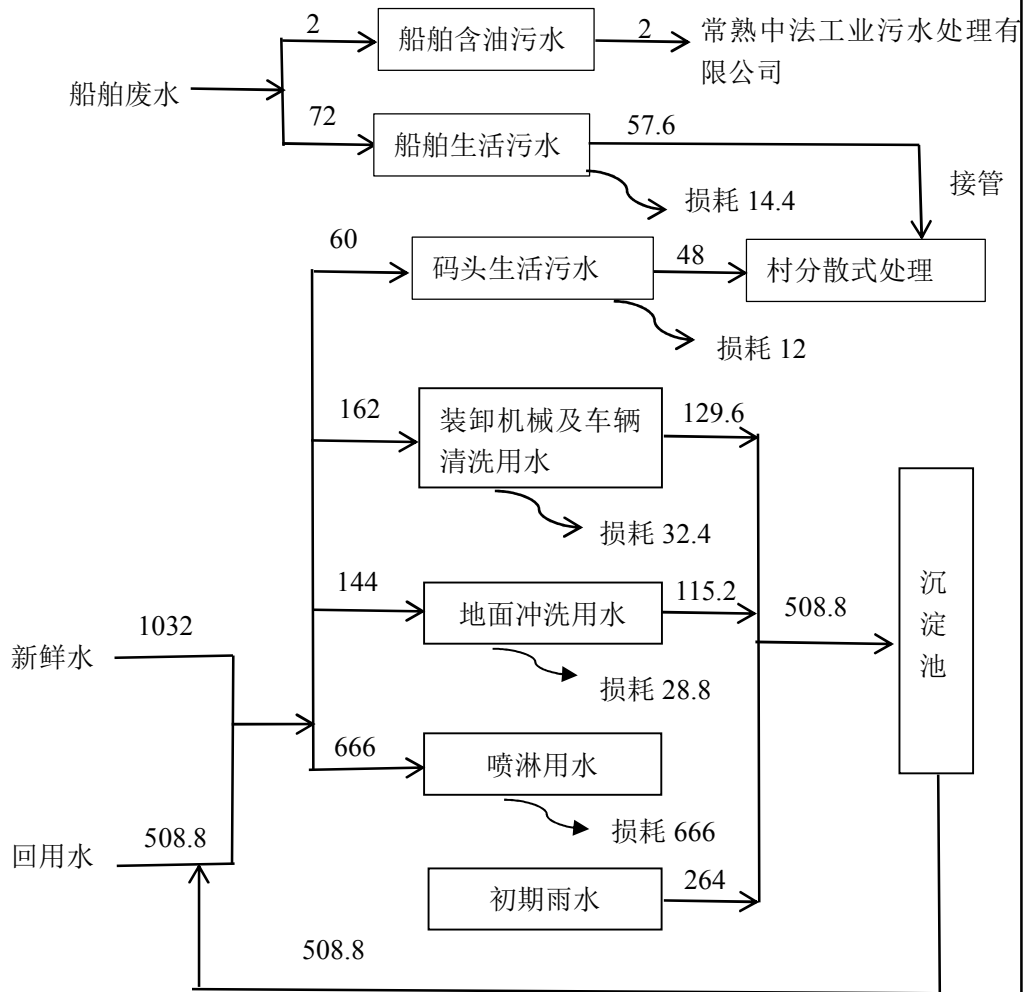 2
船舶含油污水
2
常熟中法工业污水处理有
限公司
船舶废水
72
船舶生活污水
57.6
接管
损耗 14.4
60
码头生活污水
48
村分散式处理
损耗 12
162
装卸机械及车辆
清洗用水
129.6
损耗 32.4
144
地面冲洗用水
115.2
508.8
沉
淀
池
新鲜水
1032
损耗 28.8
666
喷淋用水
损耗 666
回用水
508.8
初期雨水
264
508.8